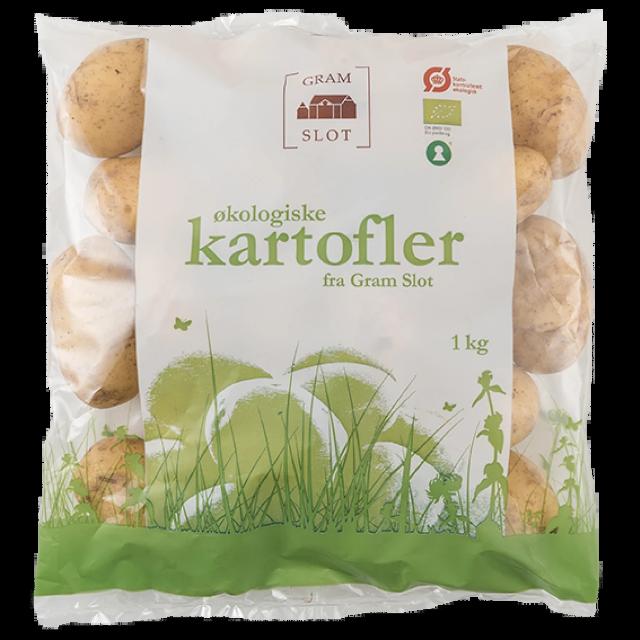 GRAM
SLOT
Ø
Stats-
kontrolleret
økologisk
økologiske
kartofler
fra Gram Slot
1 kg